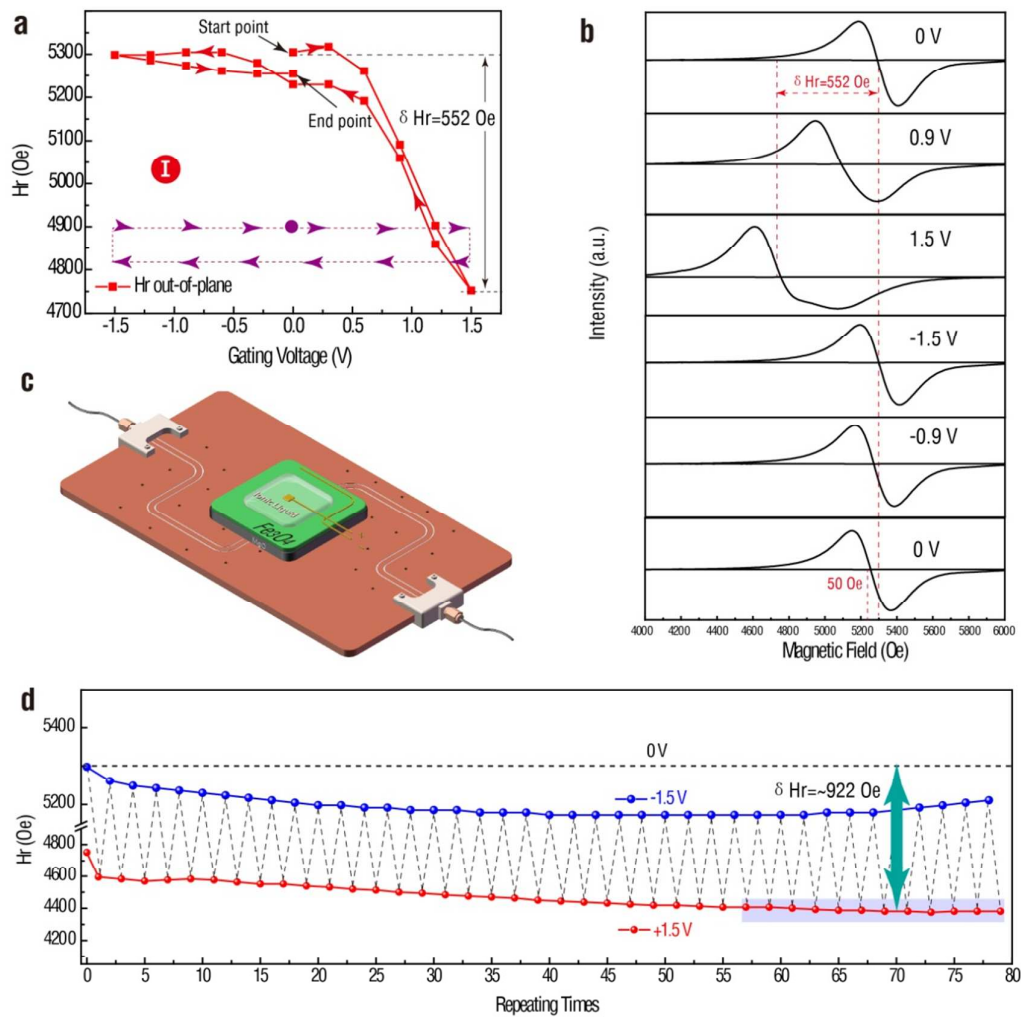 a
Start point
End point
δ Hr=552 Oe
I
Hr out-of-plane
Hr (Oe)
5300
5200
5100
5000
4900
4800
4700
-1.5 -1.0 -0.5 0.0 0.5 1.0 1.5
Gating Voltage (V)
b
0 V
δ Hr=552 Oe
0.9 V
1.5 V
-1.5 V
-0.9 V
0 V
50 Oe
Intensity (a.u.)
4000 4200 4400 4600 4800 5000 5200 5400 5600 5800 6000
Magnetic Field (Oe)
c
Fe3O4
d
0 V
δ Hr=~922 Oe
-1.5 V
+1.5 V
Hr (Oe)
5400
5200
4800
4600
4400
4200
0 5 10 15 20 25 30 35 40 45 50 55 60 65 70 75 80
Repeating Times